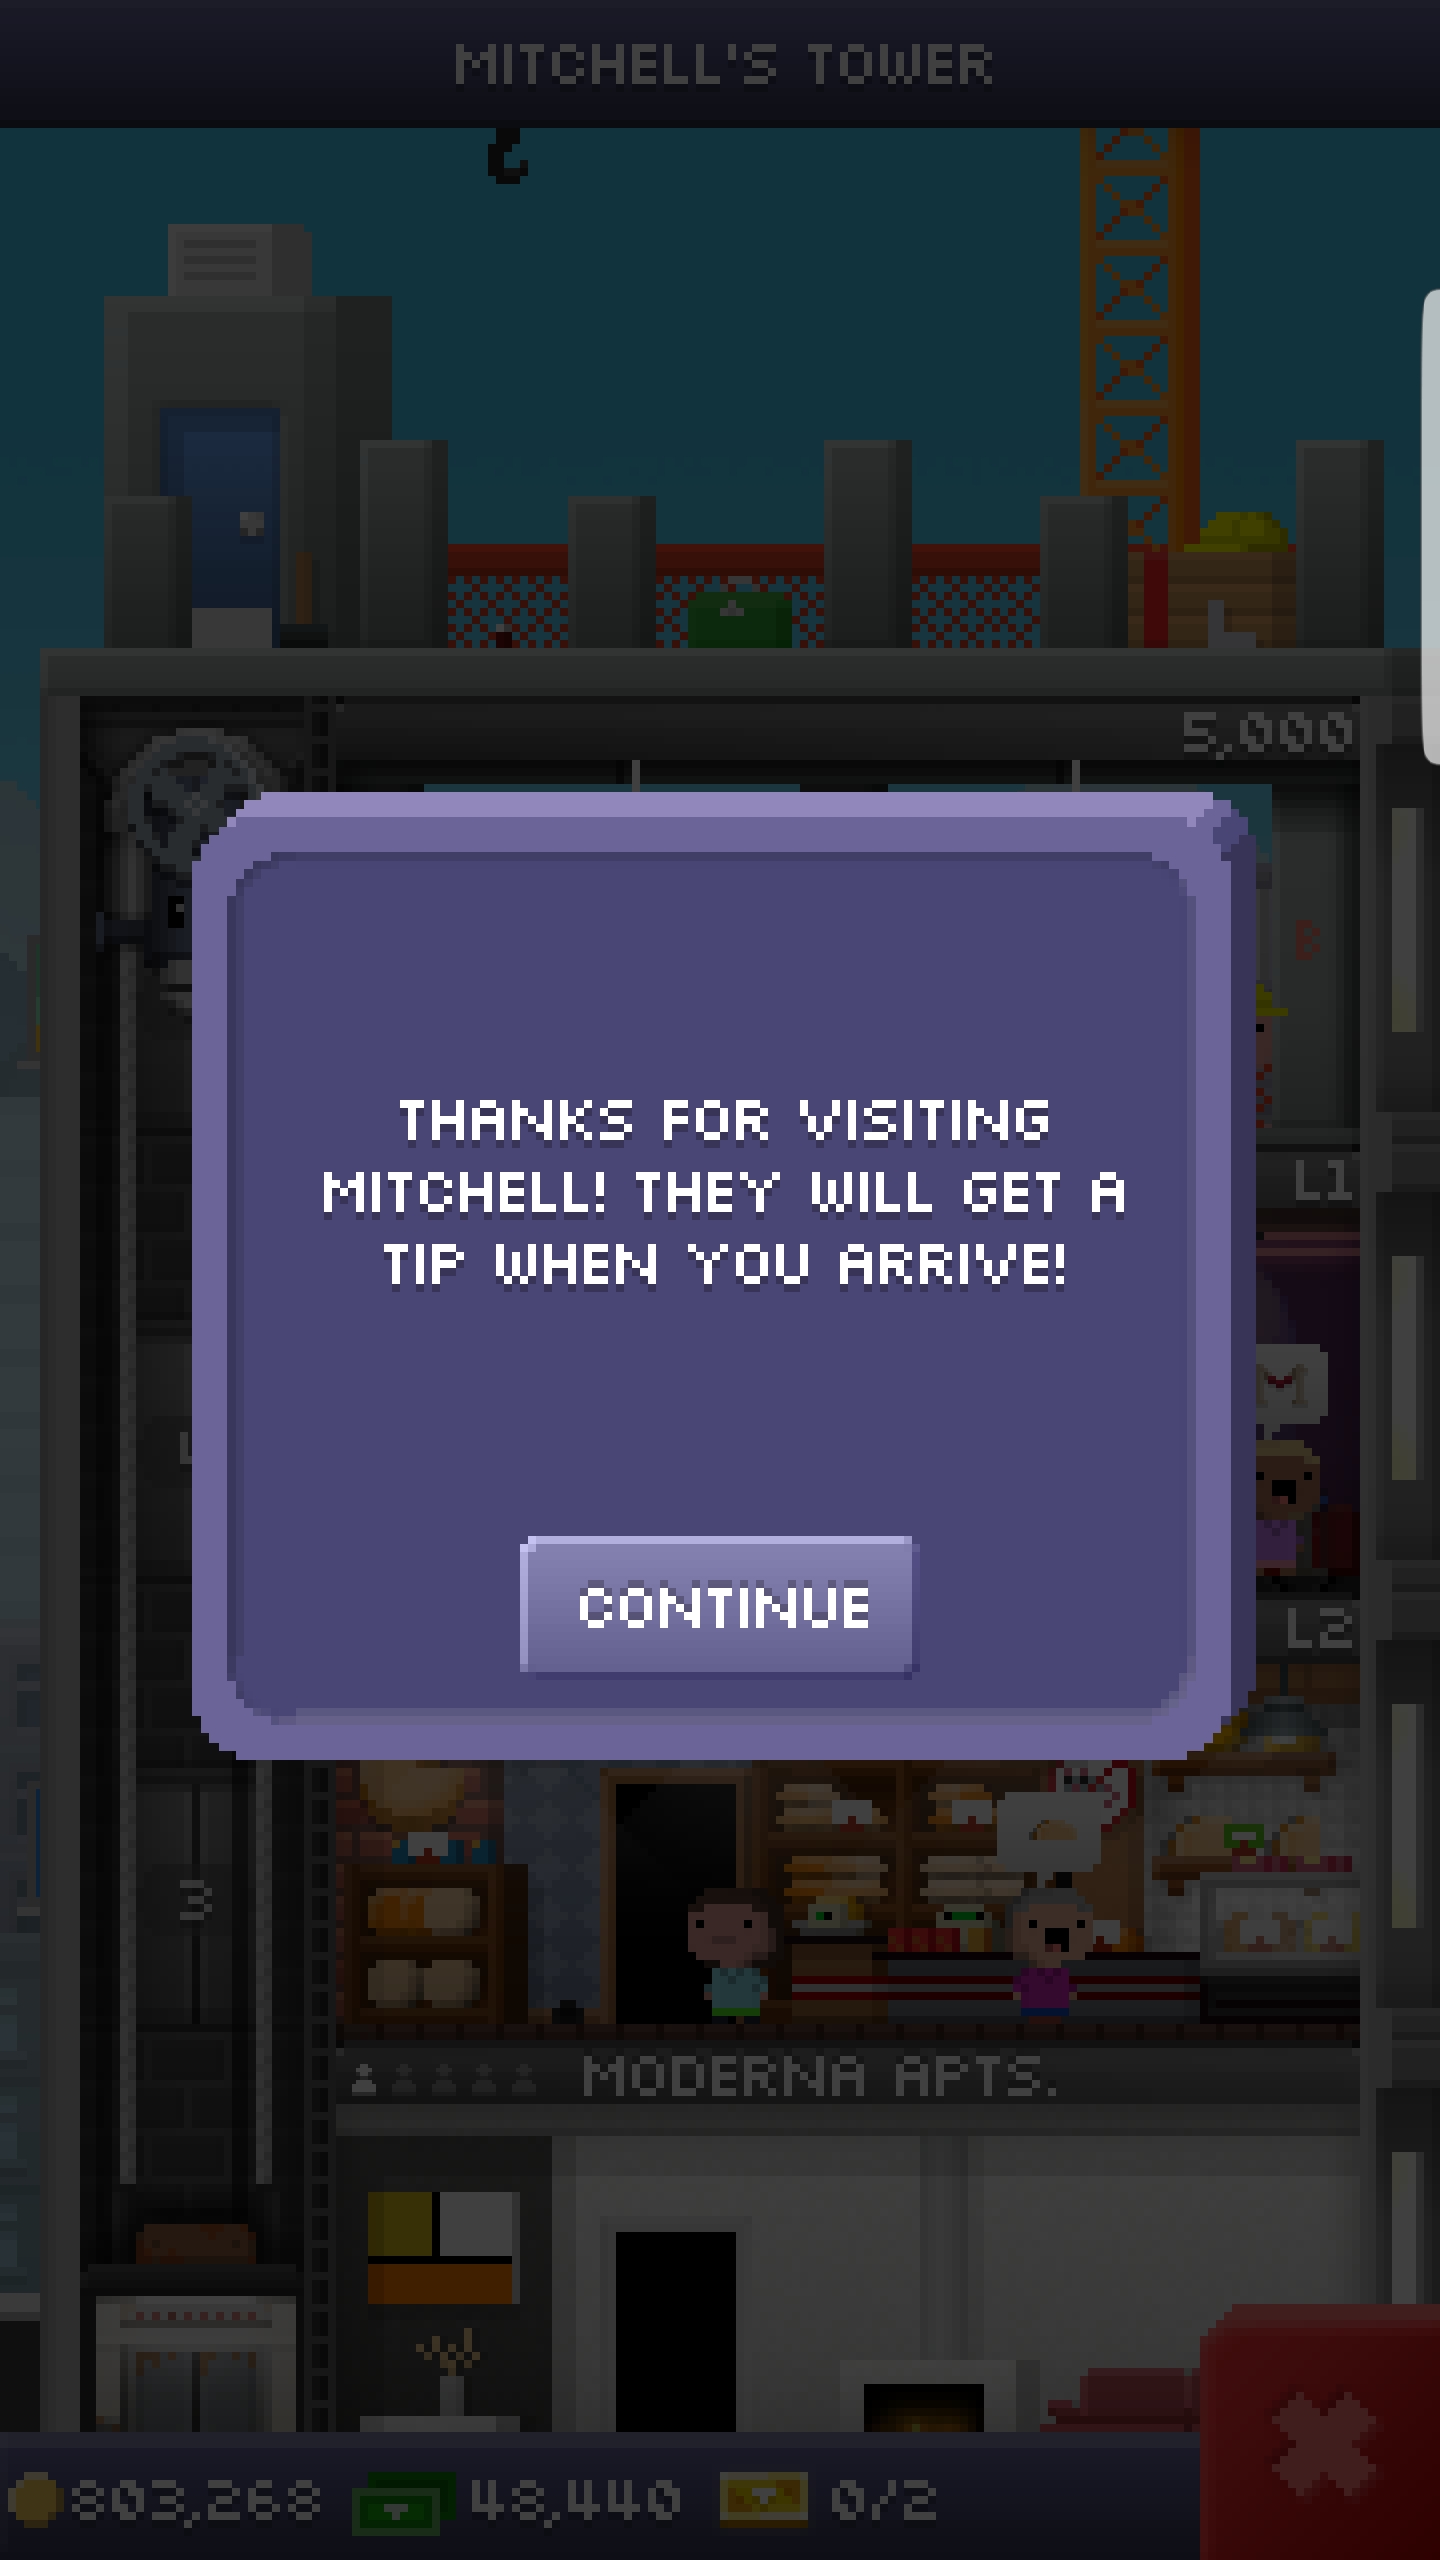 MITCHELL'S TOWER
5,000
B
L1
M
THANKS FOR VISITING
MITCHELL! THEY WILL GET A
TIP WHEN YOU ARRIVE!
CONTINUE
L2
3
MODERNA APTS.
803,268 48,440 0/2